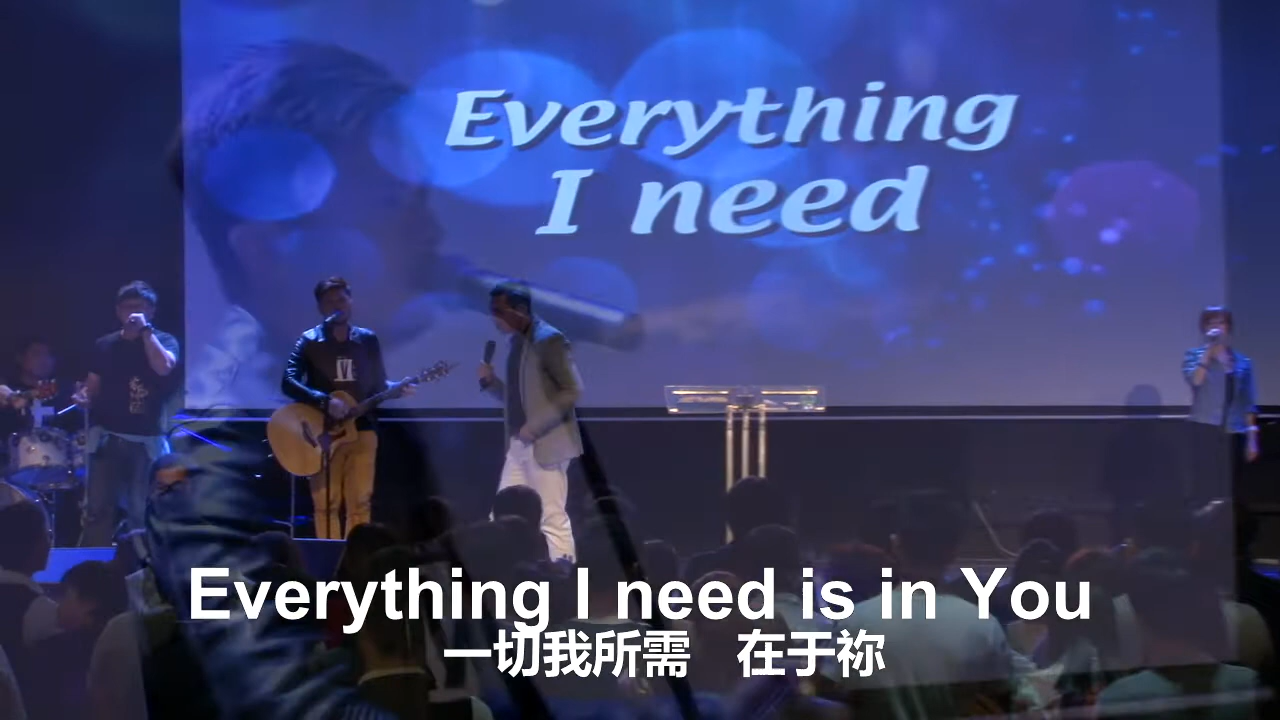 Everything
I need
Everything I need is in You
一切我所需 在于祢